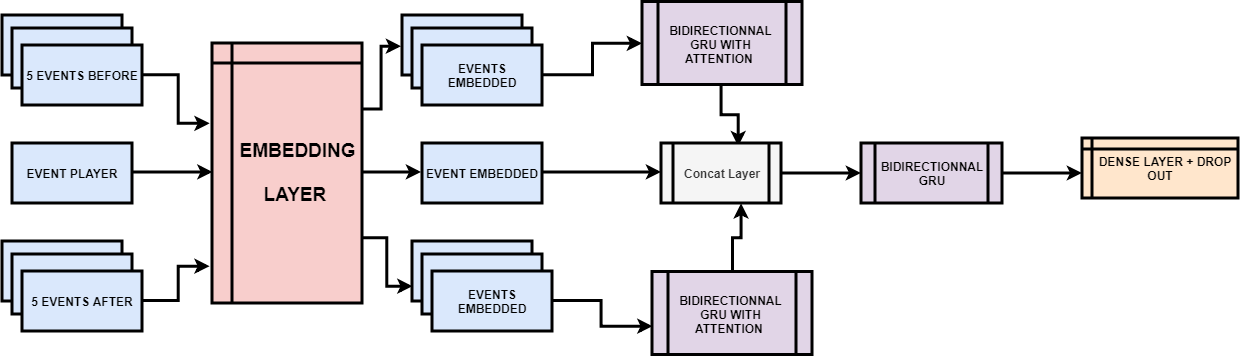 5 EVENTS BEFORE
EVENTS
EMBEDDED
BIDIRECTIONNAL
GRU WITH
ATTENTION
EVENT PLAYER
EMBEDDING
LAYER
EVENT EMBEDDED
Concat Layer
BIDIRECTIONNAL
GRU
DENSE LAYER + DROP
OUT
5 EVENTS AFTER
EVENTS
EMBEDDED
BIDIRECTIONNAL
GRU WITH
ATTENTION